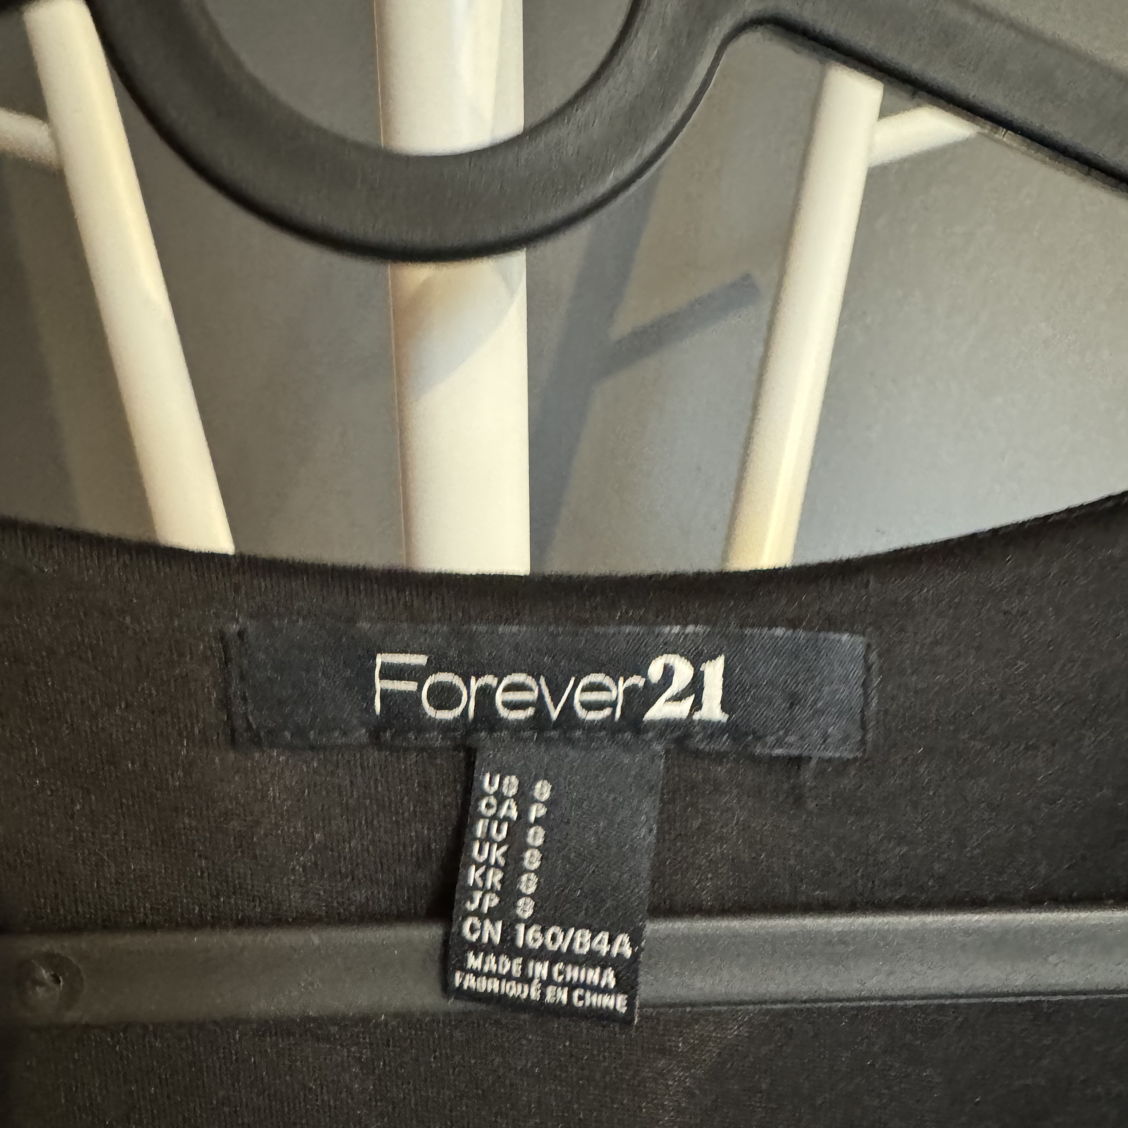 Forever21
US S
CA P
EU S
UK S
KR S
JP S
CN 160/84A
MADE IN CHINA
FABRIQUÉ EN CHINE